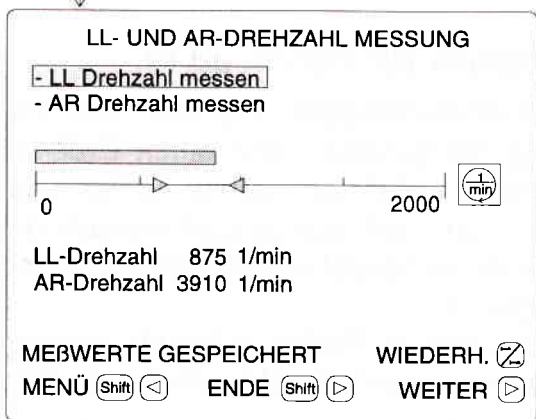 LL- UND AR-DREHZAHL MESSUNG
- LL Drehzahl messen
- AR Drehzahl messen
1
min
0 2000
LL-Drehzahl 875 1/min
AR-Drehzahl 3910 1/min
MEßWERTE GESPEICHERT WIEDERH.
MENÜ Shift ENDE Shift WEITER